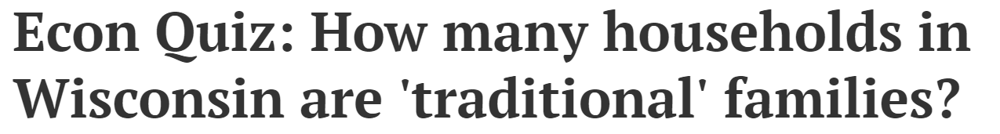 Econ Quiz: How many households in
Wisconsin are 'traditional' families?